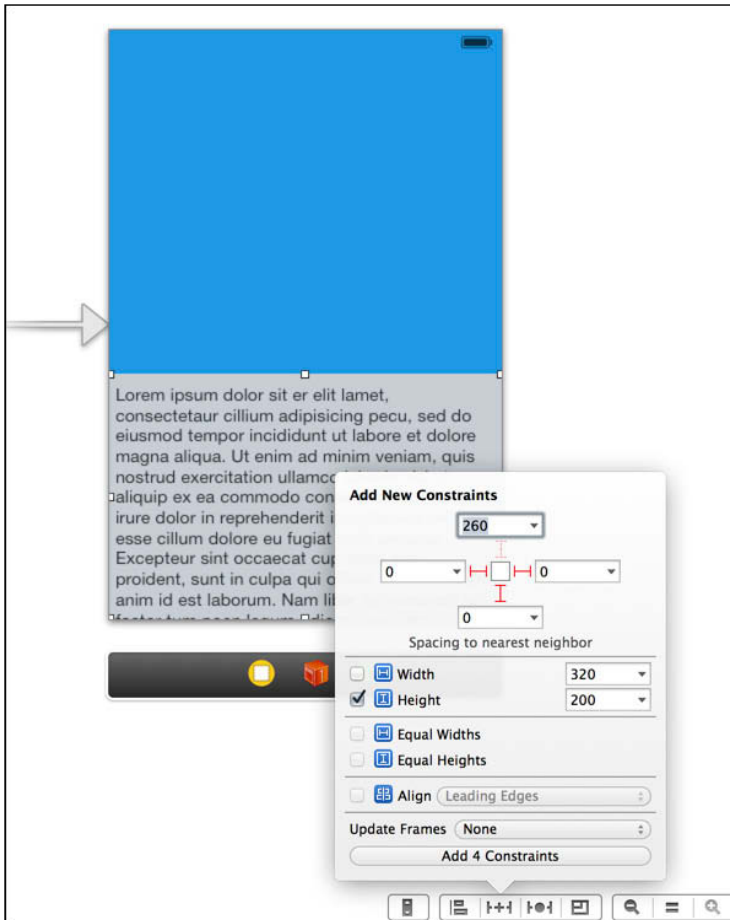 Lorem ipsum dolor sit er elit lamet,
consectetaur cillium adipisicing pecu, sed do
eiusmod tempor incididunt ut labore et dolore
magna aliqua. Ut enim ad minim veniam, quis
nostrud exercitation ullamco
aliquip ex ea commodo con
irure dolor in reprehenderit i
esse cillum dolore eu fugiat
Excepteur sint occaecat cup
proident, sunt in culpa qui o
anim id est laborum. Nam lib
Add New Constraints
260
0
0
0
Spacing to nearest neighbor
Width 320
Height 200
Equal Widths
Equal Heights
Align Leading Edges
Update Frames None
Add 4 Constraints